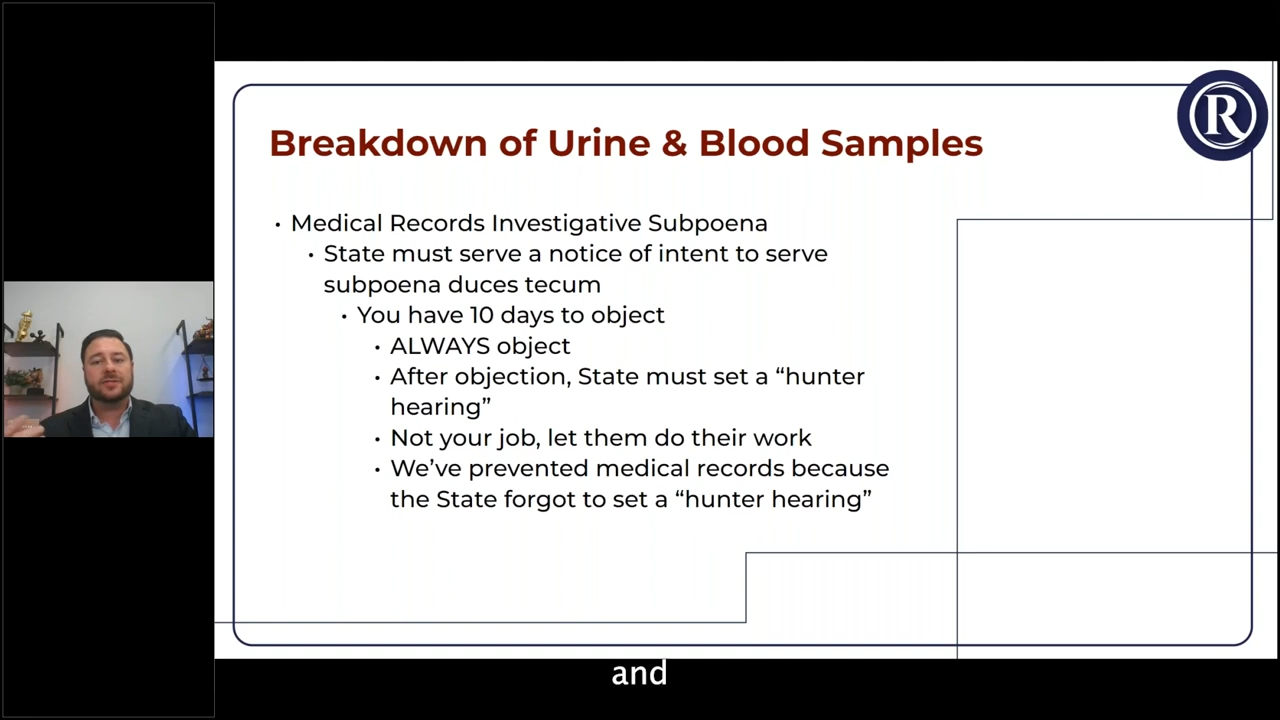 Breakdown of Urine & Blood Samples
R
• Medical Records Investigative Subpoena
• State must serve a notice of intent to serve
subpoena duces tecum
• You have 10 days to object
• ALWAYS object
• After objection, State must set a “hunter
hearing”
• Not your job, let them do their work
• We’ve prevented medical records because
the State forgot to set a “hunter hearing”
and